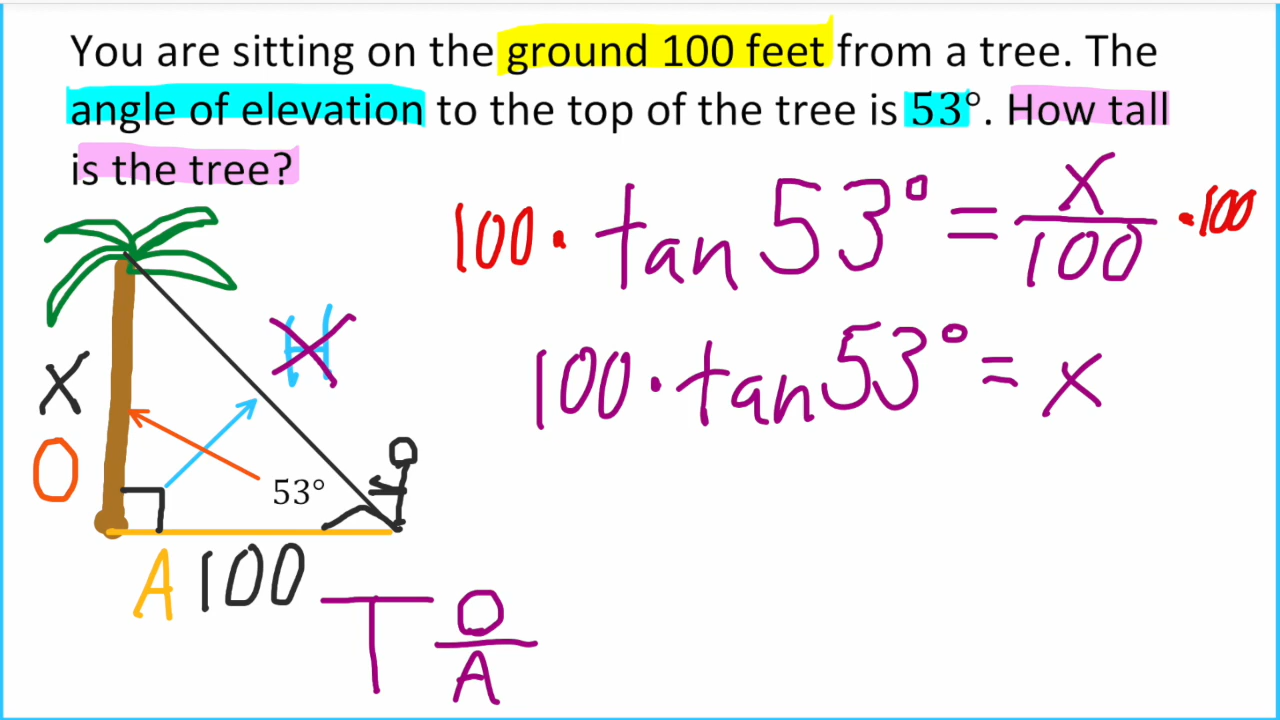 You are sitting on the ground 100 feet from a tree. The
angle of elevation to the top of the tree is 53°. How tall
is the tree?
100 · tan 53° = x/100 · 100
100 · tan 53° = x
H
X
O
53°
A 100
T O/A